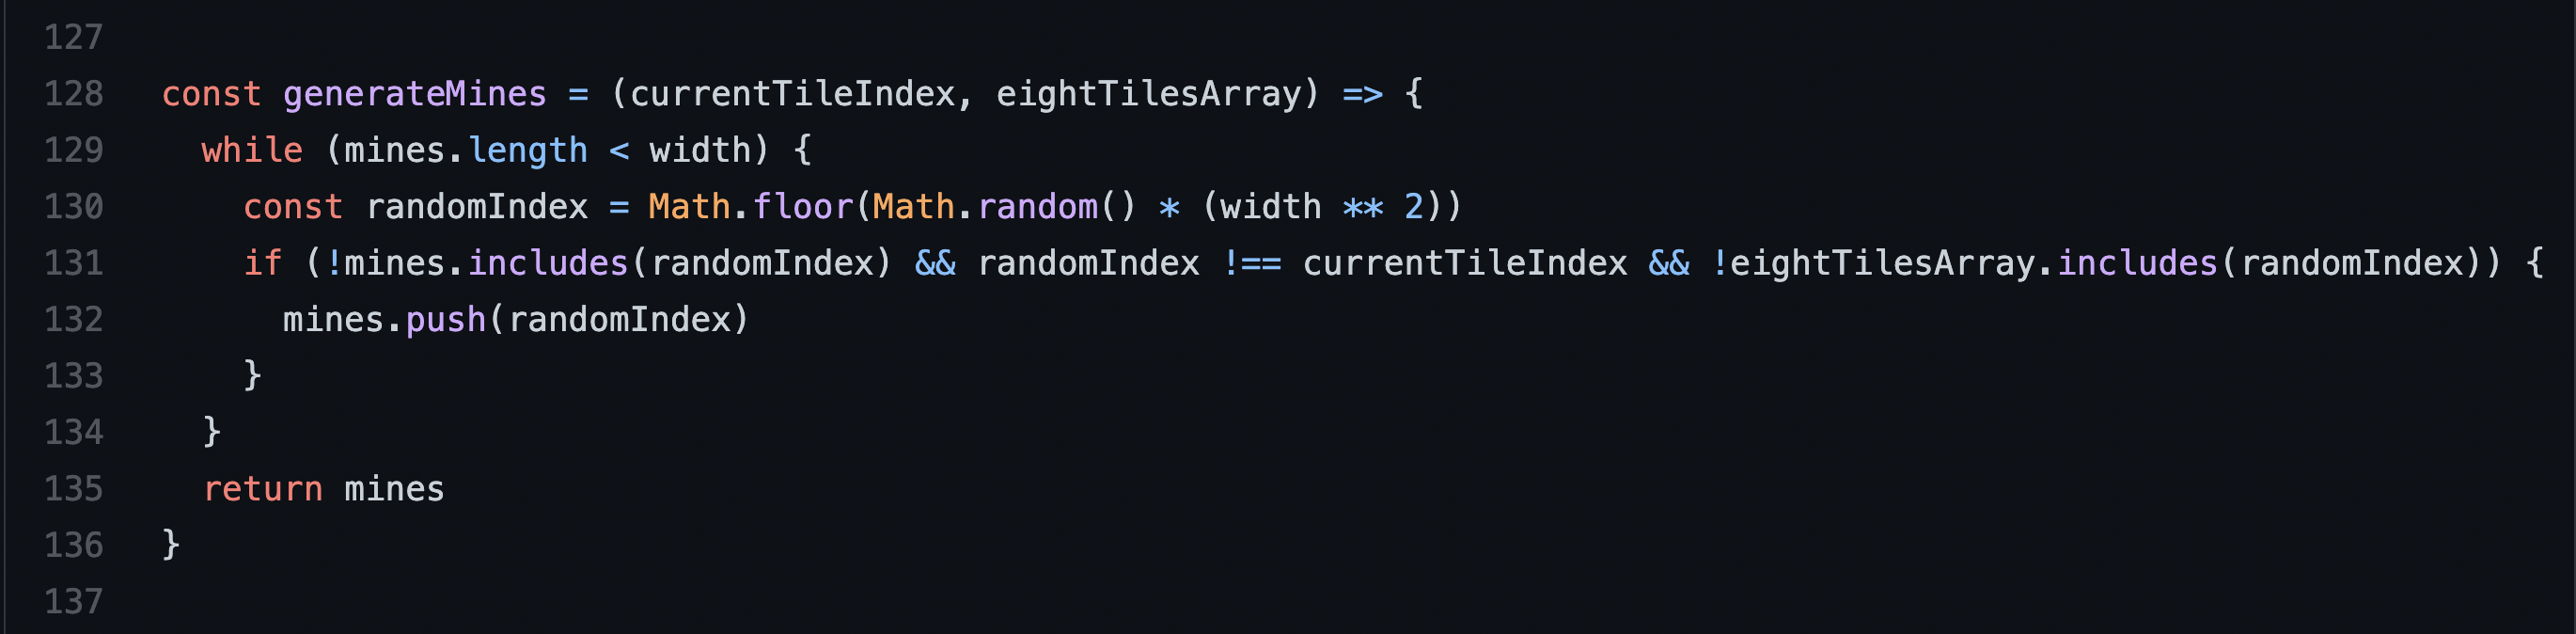 127
128 const generateMines = (currentTileIndex, eightTilesArray) => {
129 while (mines.length < width) {
130 const randomIndex = Math.floor(Math.random() * (width ** 2))
131 if (!mines.includes(randomIndex) && randomIndex !== currentTileIndex && !eightTilesArray.includes(randomIndex)) {
132 mines.push(randomIndex)
133 }
134 }
135 return mines
136 }
137